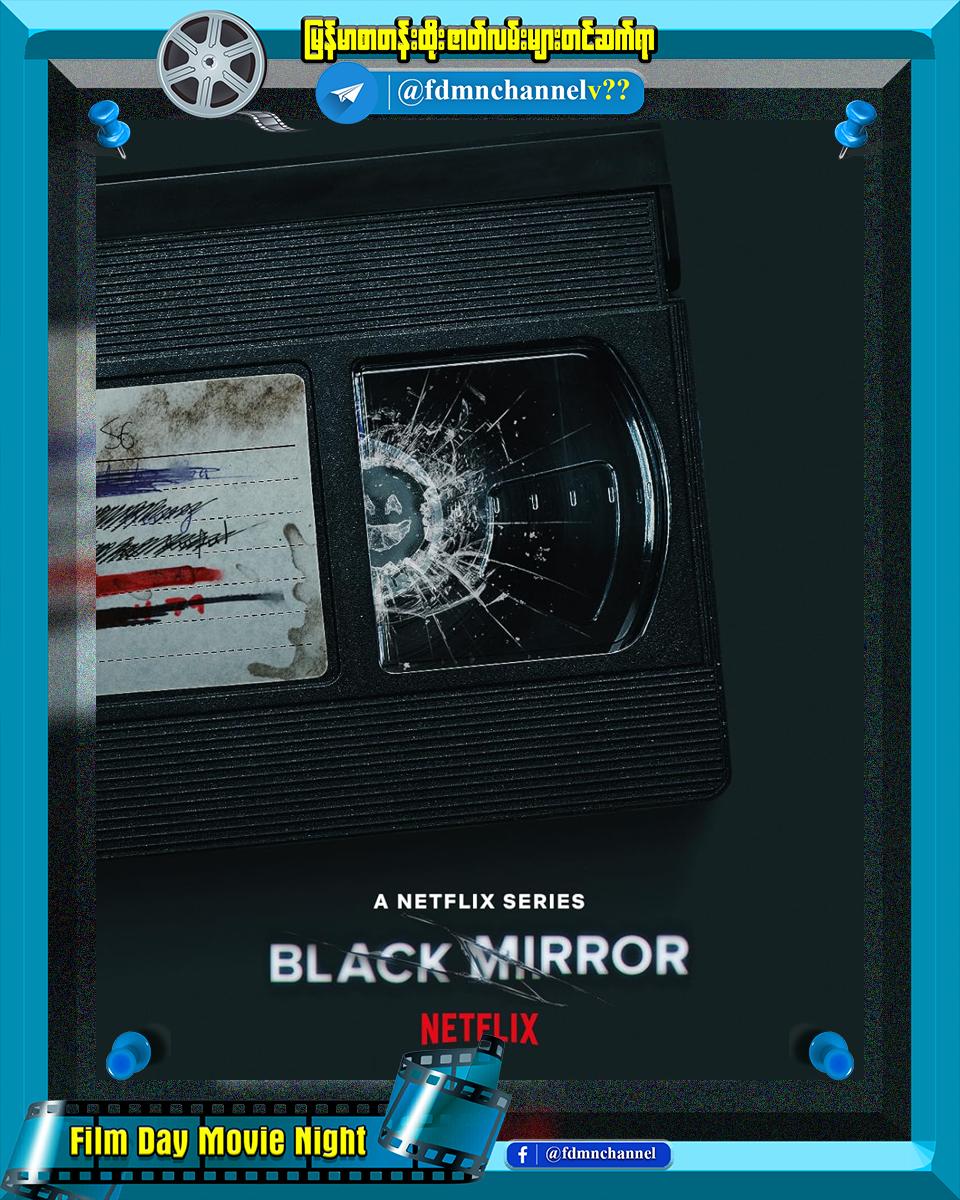 မြန်မာစာတန်းထိုးဇာတ်လမ်းများတင်ဆက်ရာ
@fdmnchannelv??
S6
A NETFLIX SERIES
BLACK MIRROR
NETFLIX
Film Day Movie Night
@fdmnchannel